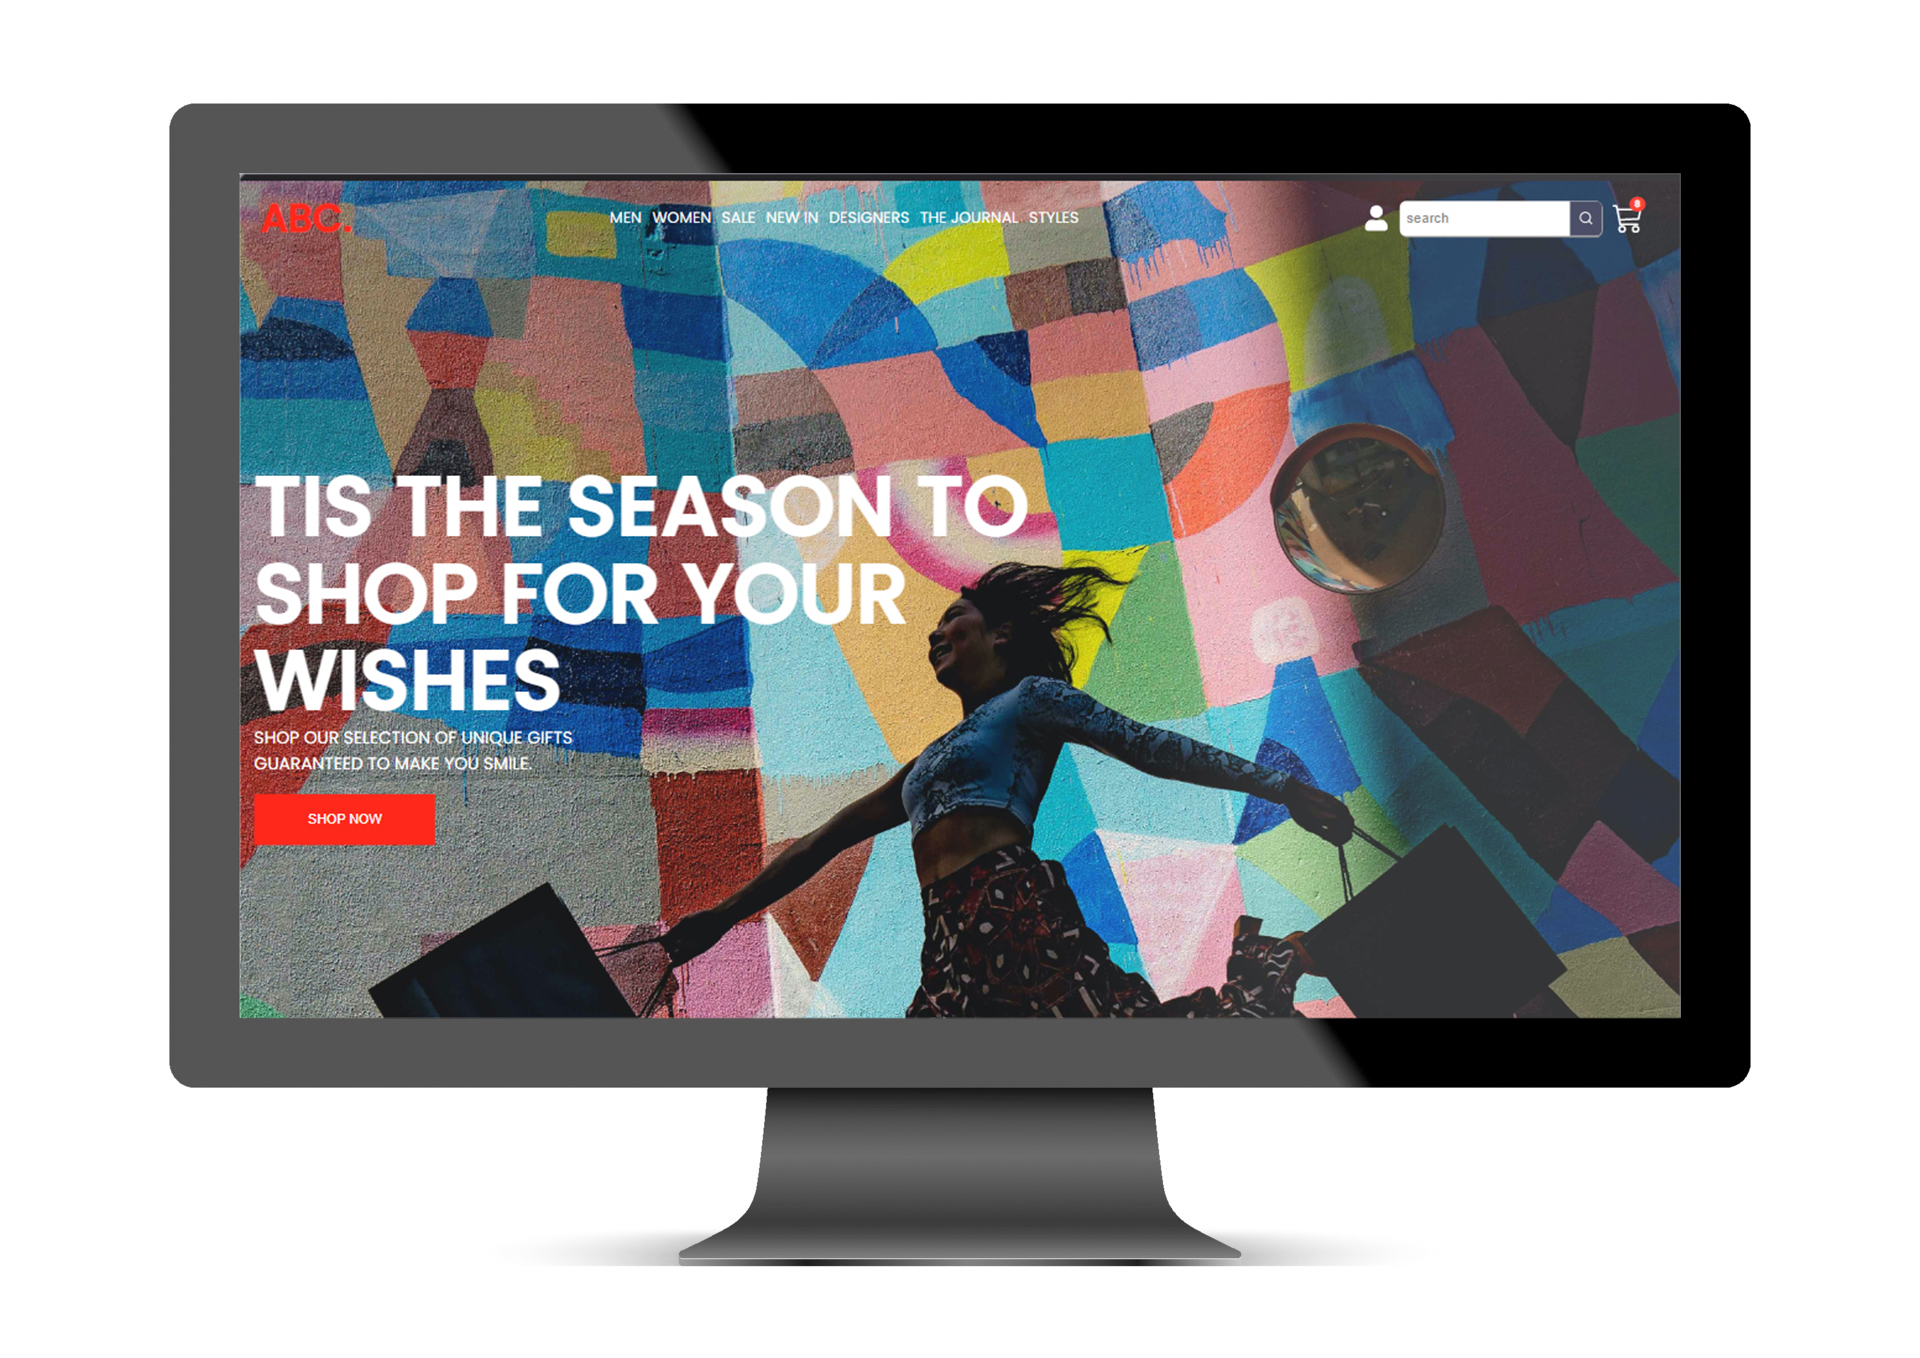 ABC.
MEN WOMEN SALE NEW IN DESIGNERS THE JOURNAL STYLES
search
8
TIS THE SEASON TO
SHOP FOR YOUR
WISHES
SHOP OUR SELECTION OF UNIQUE GIFTS
GUARANTEED TO MAKE YOU SMILE.
SHOP NOW